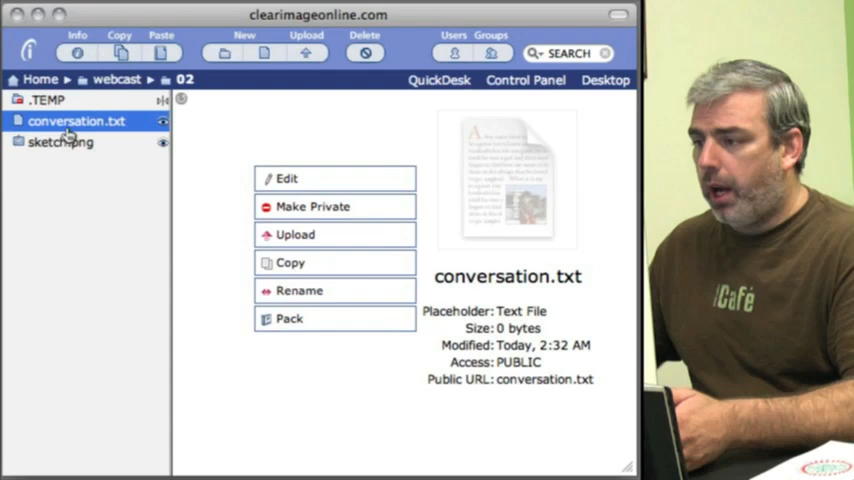 clearimageonline.com
Info Copy Paste New Upload Delete Users Groups
SEARCH
Home webcast 02 QuickDesk Control Panel Desktop
.TEMP
conversation.txt
sketch.png
Edit
Make Private
Upload
Copy
Rename
Pack
conversation.txt
Placeholder: Text File
Size: 0 bytes
Modified: Today, 2:32 AM
Access: PUBLIC
Public URL: conversation.txt
Café